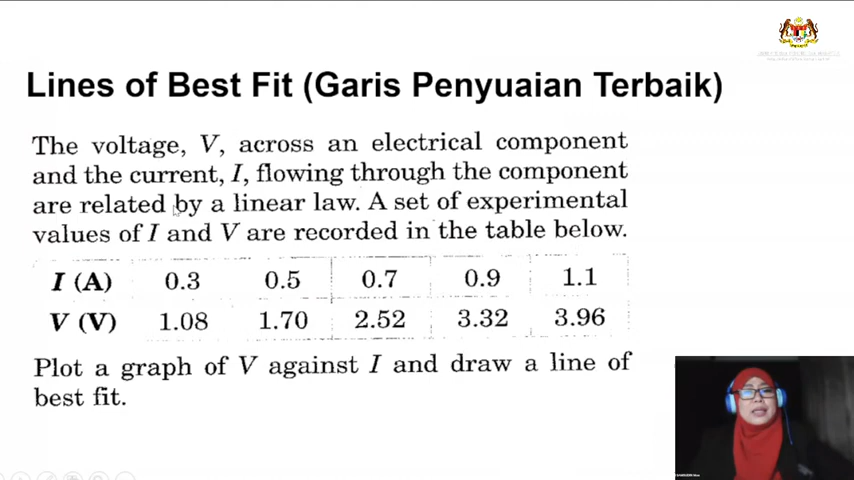 Lines of Best Fit (Garis Penyuaian Terbaik)
The voltage, V, across an electrical component
and the current, I, flowing through the component
are related by a linear law. A set of experimental
values of I and V are recorded in the table below.
I (A) 0.3 0.5 0.7 0.9 1.1
V (V) 1.08 1.70 2.52 3.32 3.96
Plot a graph of V against I and draw a line of
best fit.